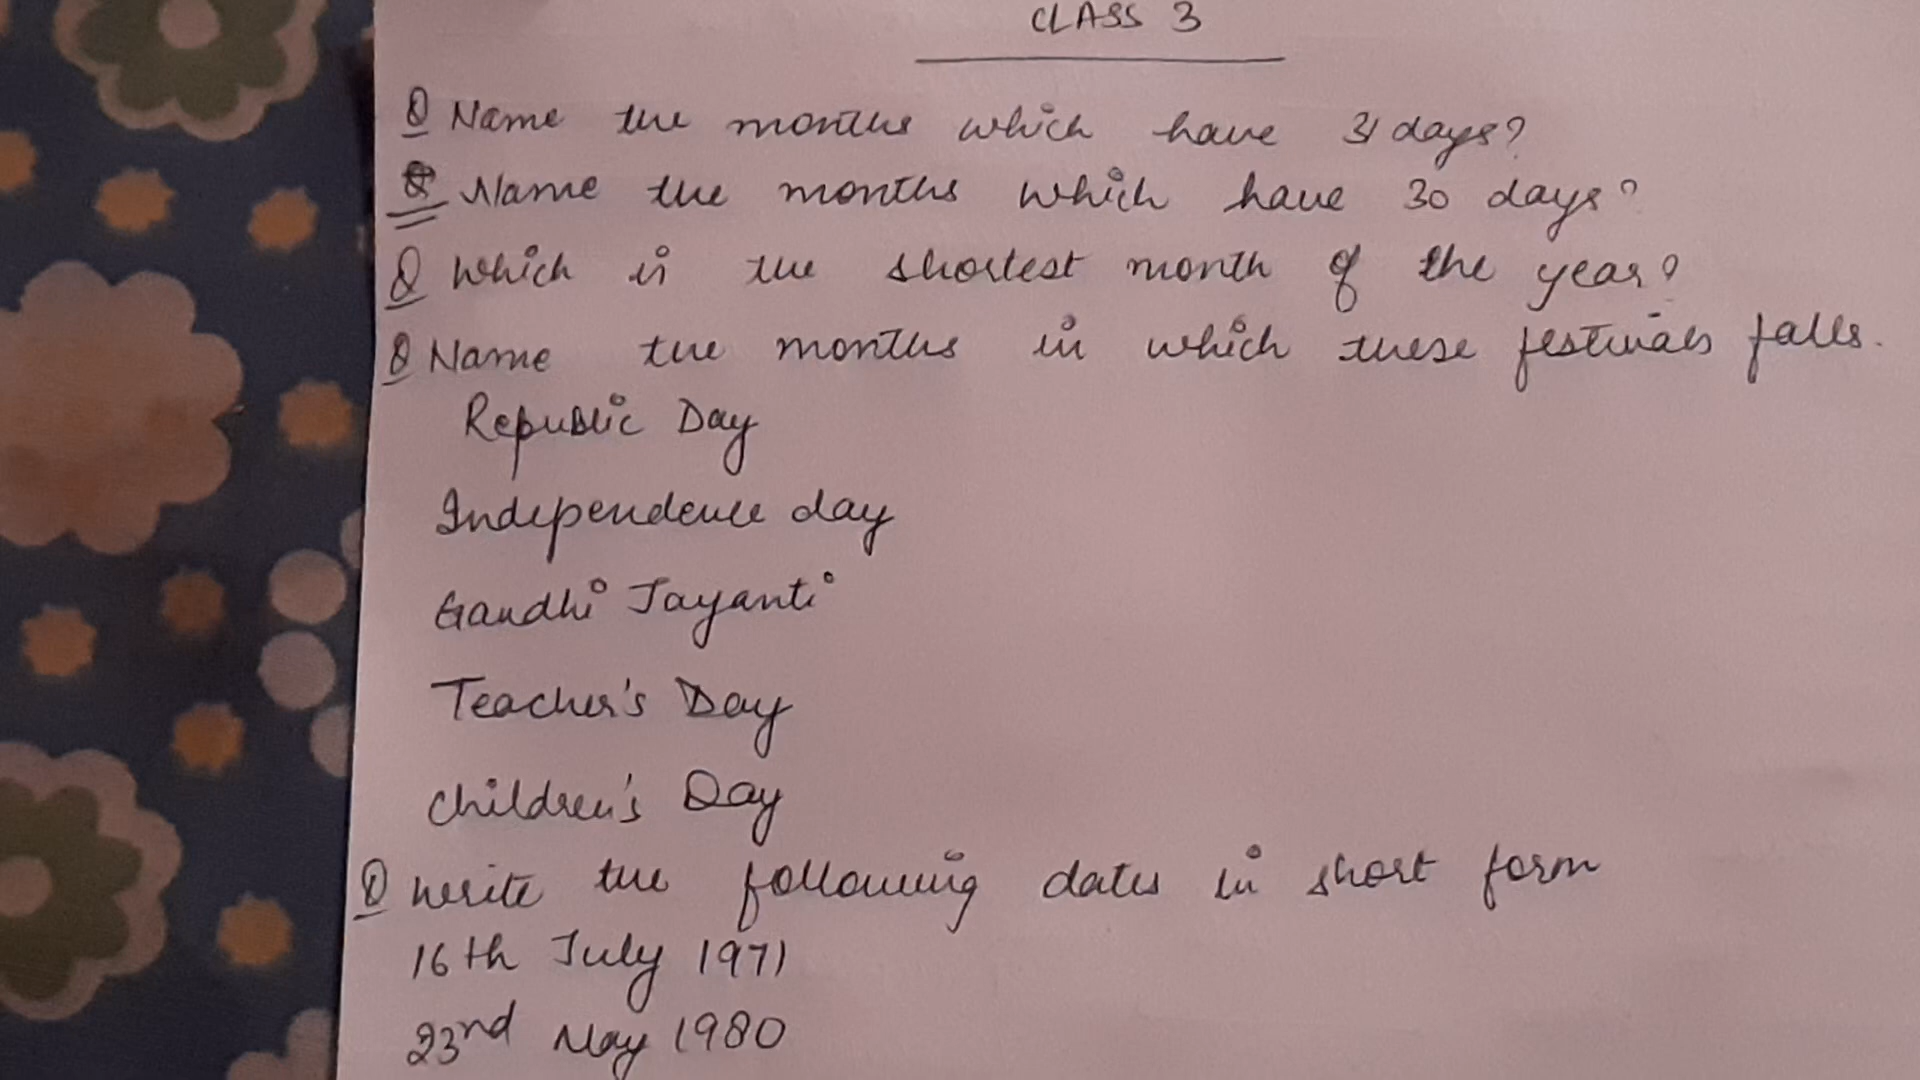 CLASS 3
Q Name the months which have 31 days?
Q Name the months which have 30 days?
Q Which is the shortest month of the year?
Q Name the months in which these festivals falls.
Republic Day
Independence day
Gandhi Jayanti
Teacher's Day
Children's Day
Q Write the following dates in short form
16th July 1971
23nd May 1980